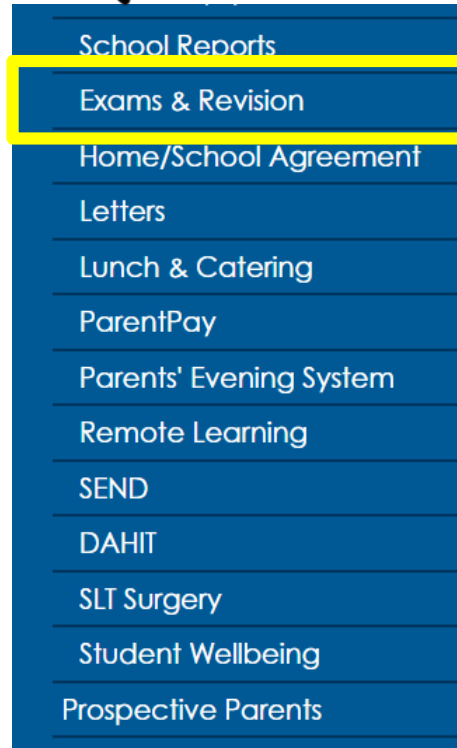 School Reports
Exams & Revision
Home/School Agreement
Letters
Lunch & Catering
ParentPay
Parents' Evening System
Remote Learning
SEND
DAHIT
SLT Surgery
Student Wellbeing
Prospective Parents